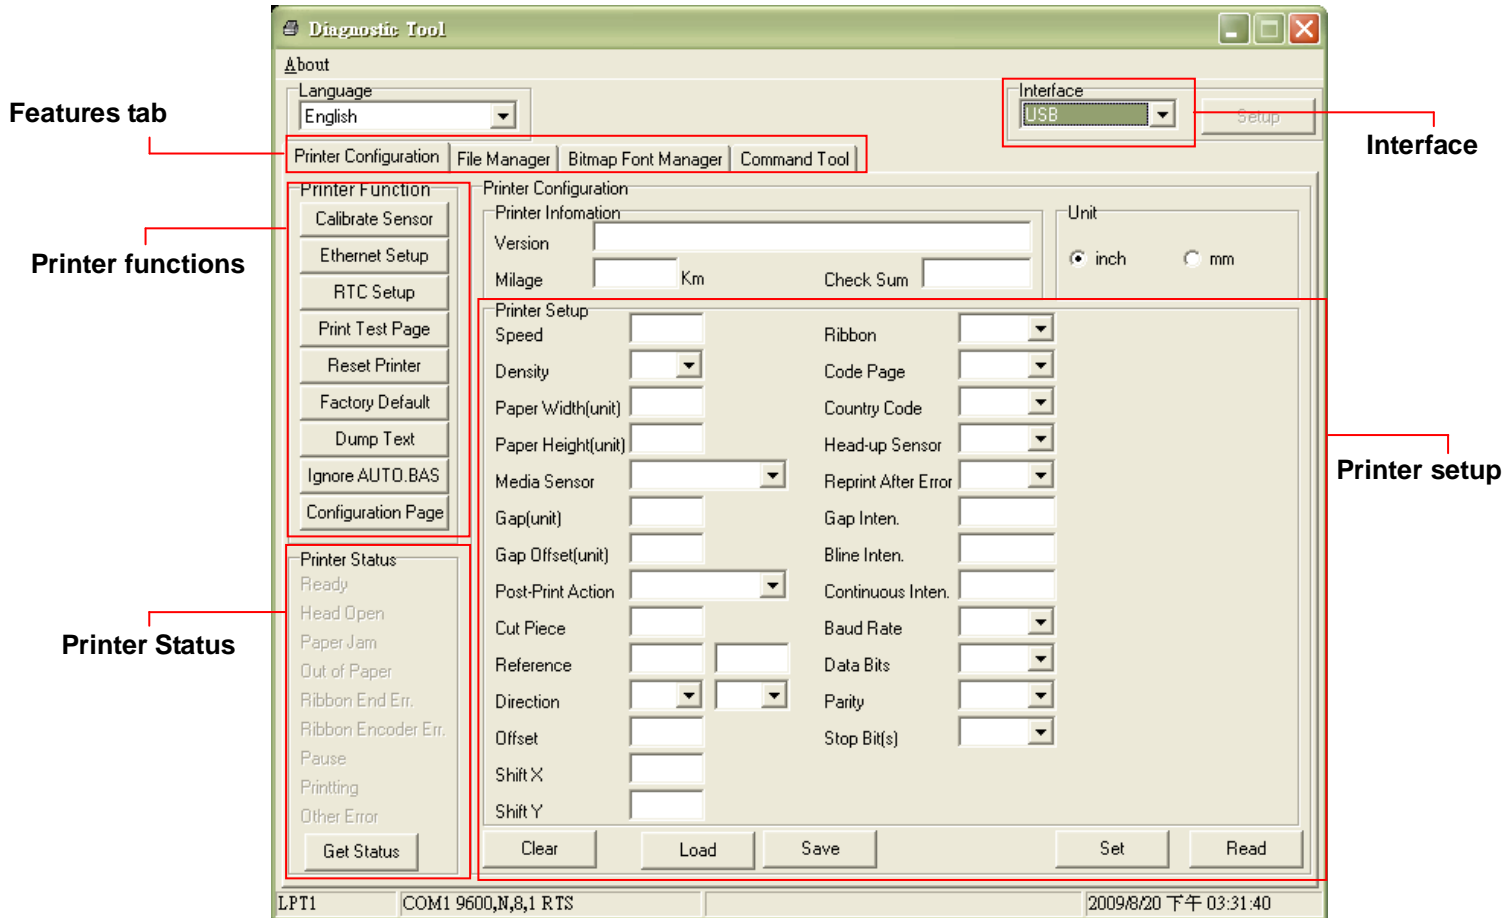 Diagnostic Tool
About
Language
English
Interface
USB
Setup
Features tab
Interface
Printer Configuration
File Manager
Bitmap Font Manager
Command Tool
Printer Function
Calibrate Sensor
Ethernet Setup
RTC Setup
Print Test Page
Reset Printer
Factory Default
Dump Text
Ignore AUTO.BAS
Configuration Page
Printer functions
Printer Configuration
Printer Infomation
Version
Milage
Km
Check Sum
Unit
inch
mm
Printer Setup
Speed
Density
Paper Width(unit)
Paper Height(unit)
Media Sensor
Gap(unit)
Gap Offset(unit)
Post-Print Action
Cut Piece
Reference
Direction
Offset
Shift X
Shift Y
Ribbon
Code Page
Country Code
Head-up Sensor
Reprint After Error
Gap Inten.
Bline Inten.
Continuous Inten.
Baud Rate
Data Bits
Parity
Stop Bit(s)
Printer setup
Printer Status
Ready
Head Open
Paper Jam
Out of Paper
Ribbon End Err.
Ribbon Encoder Err.
Pause
Printting
Other Error
Get Status
Printer Status
Clear
Load
Save
Set
Read
LPT1
COM1 9600,N,8,1 RTS
2009/8/20 下午 03:31:40